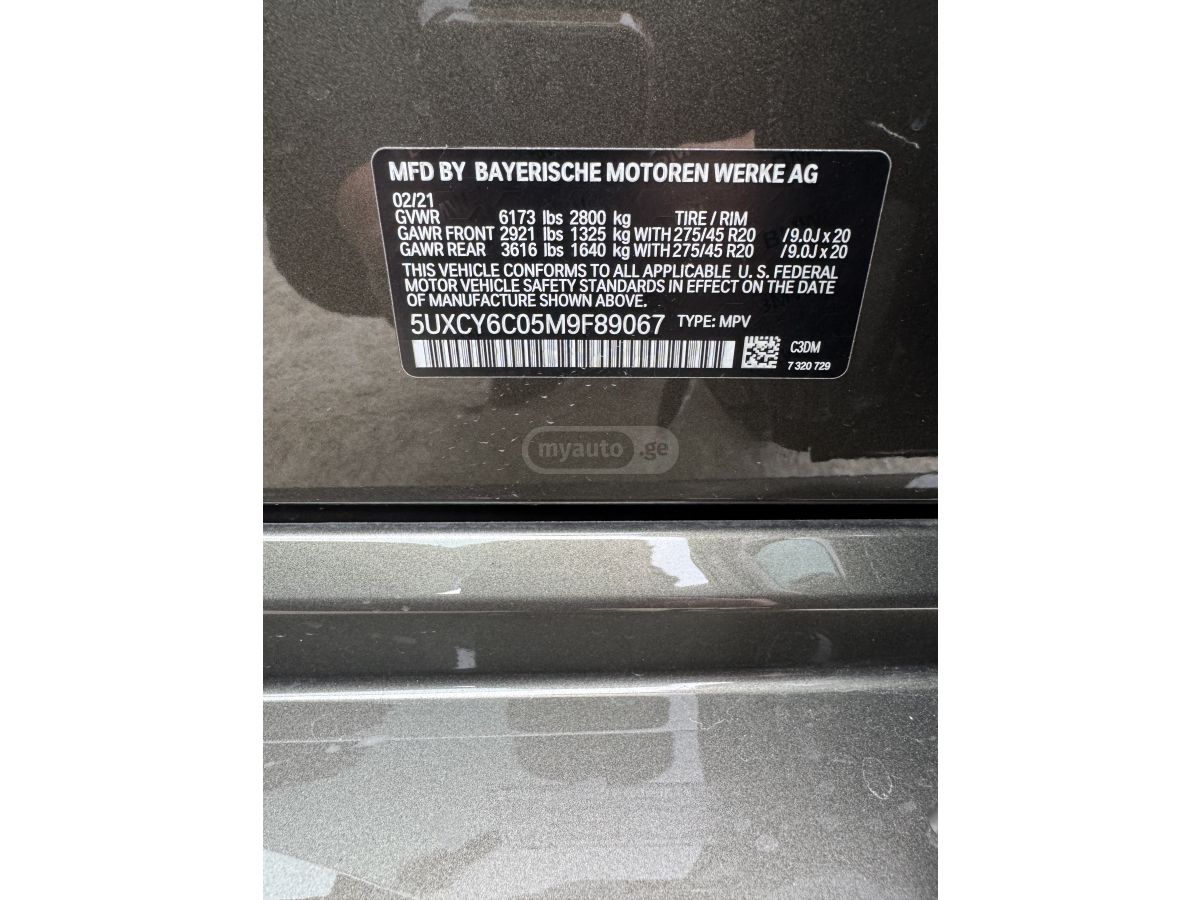 MFD BY BAYERISCHE MOTOREN WERKE AG
02/21
GVWR 6173 lbs 2800 kg TIRE / RIM
GAWR FRONT 2921 lbs 1325 kg WITH 275/45 R20 /9.0J x 20
GAWR REAR 3616 lbs 1640 kg WITH 275/45 R20 /9.0J x 20
THIS VEHICLE CONFORMS TO ALL APPLICABLE U. S. FEDERAL
MOTOR VEHICLE SAFETY STANDARDS IN EFFECT ON THE DATE
OF MANUFACTURE SHOWN ABOVE.
5UXCY6C05M9F89067 TYPE: MPV
C3DM
7 320 729
myauto.ge